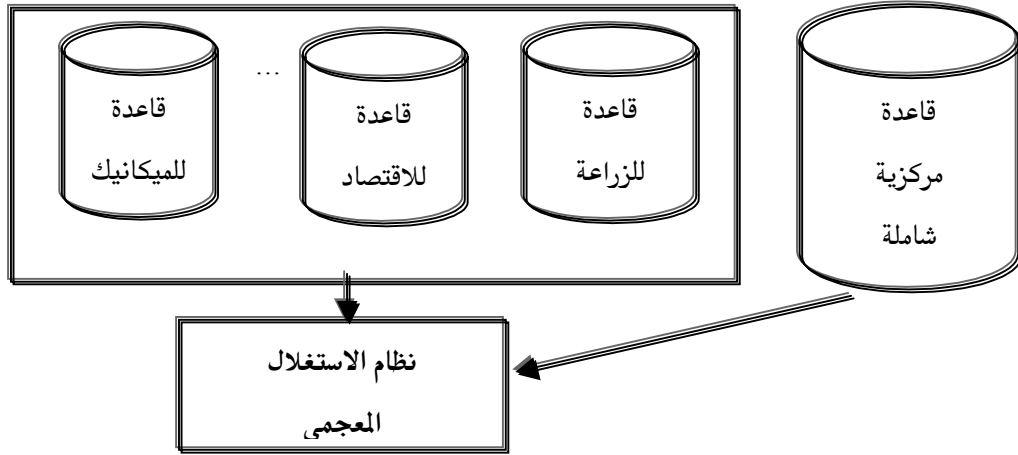 قاعدة
مركزية
شاملة
قاعدة
للزراعة
قاعدة
للاقتصاد
...
قاعدة
للميكانيك
نظام الاستغلال
المعجمي